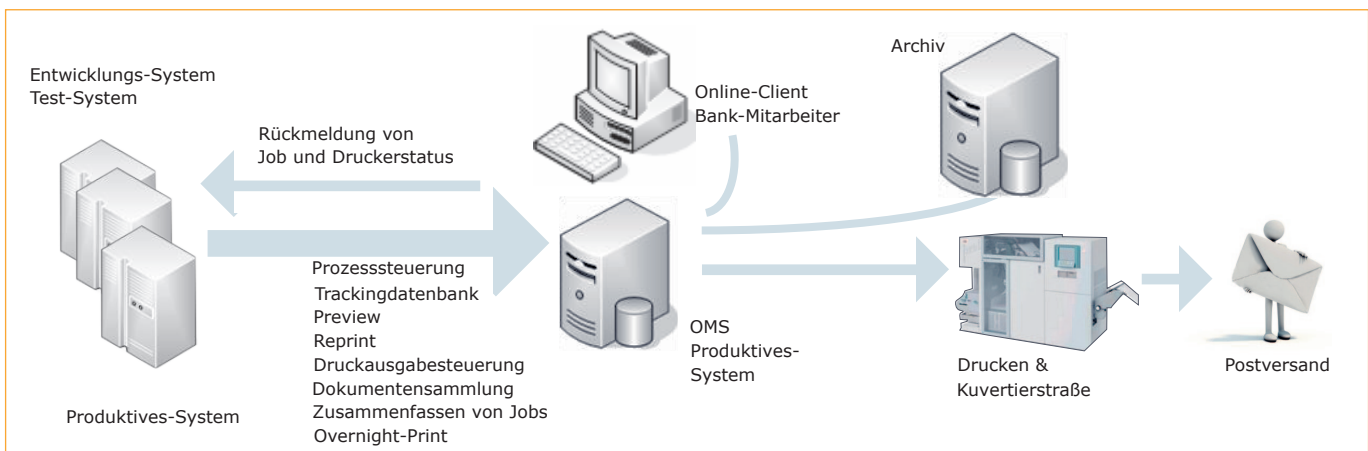 Entwicklungs-System
Test-System
Rückmeldung von
Job und Druckerstatus
Online-Client
Bank-Mitarbeiter
Archiv
Prozesssteuerung
Trackingdatenbank
Preview
Reprint
Druckausgabesteuerung
Dokumentensammlung
Zusammenfassen von Jobs
Overnight-Print
Produktives-System
OMS
Produktives-
System
Drucken &
Kuvertierstraße
Postversand